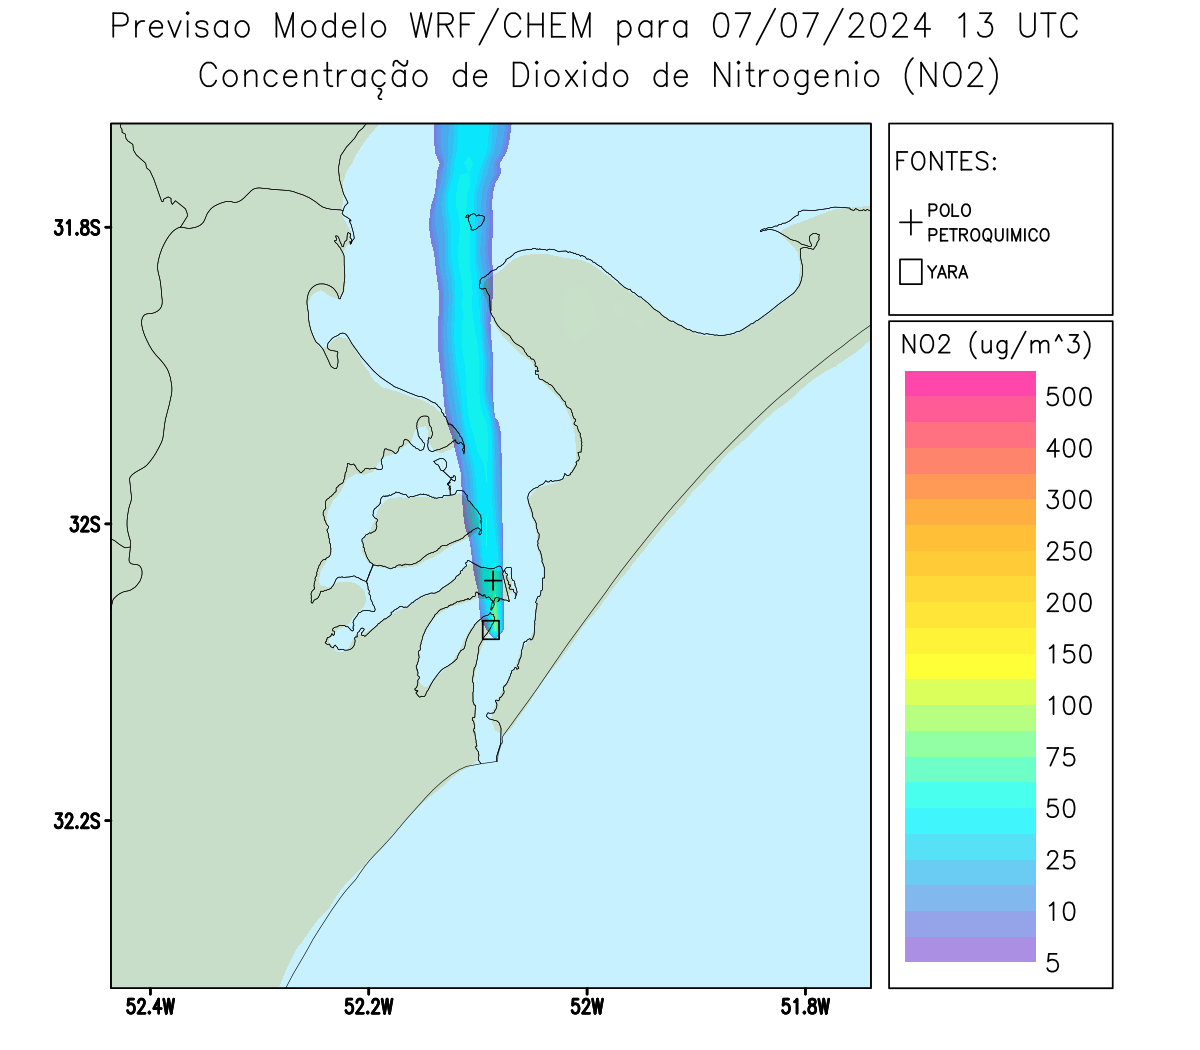 Previsao Modelo WRF/CHEM para 07/07/2024 13 UTC
Concentração de Dioxido de Nitrogenio (NO2)
FONTES:
POLO
PETROQUIMICO
YARA
NO2 (ug/m^3)
500
400
300
250
200
150
100
75
50
25
10
5
31.8S
32S
32.2S
52.4W
52.2W
52W
51.8W